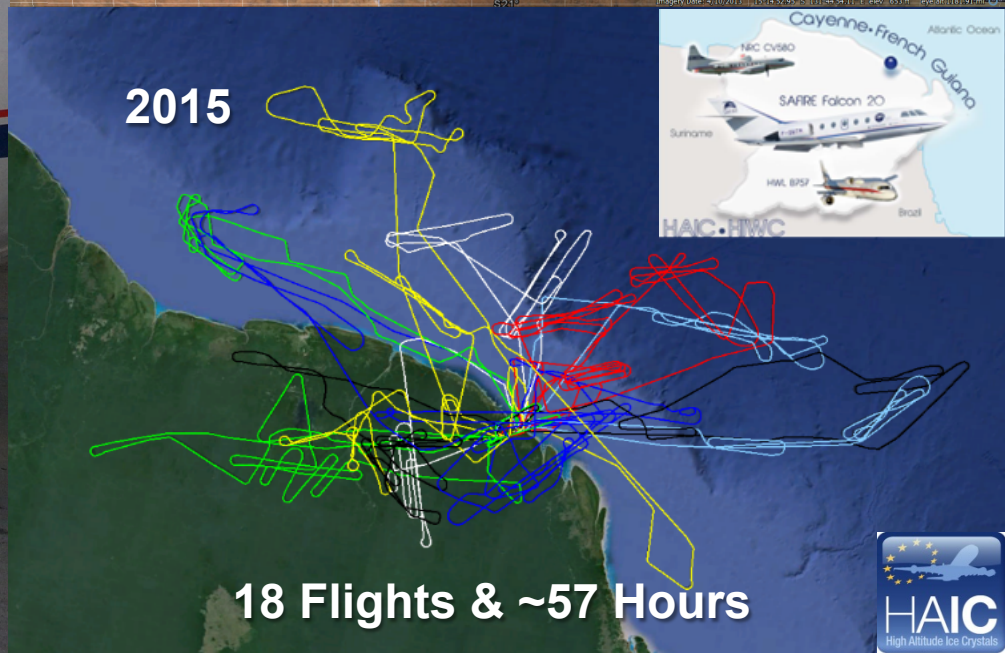 2015
Cayenne•French Guiana
Atlantic Ocean
NRC CV580
SAFIRE Falcon 20
Suriname
HWL B757
Brazil
HAIC•HIWC
18 Flights & ~57 Hours
HAIC
High Altitude Ice Crystals